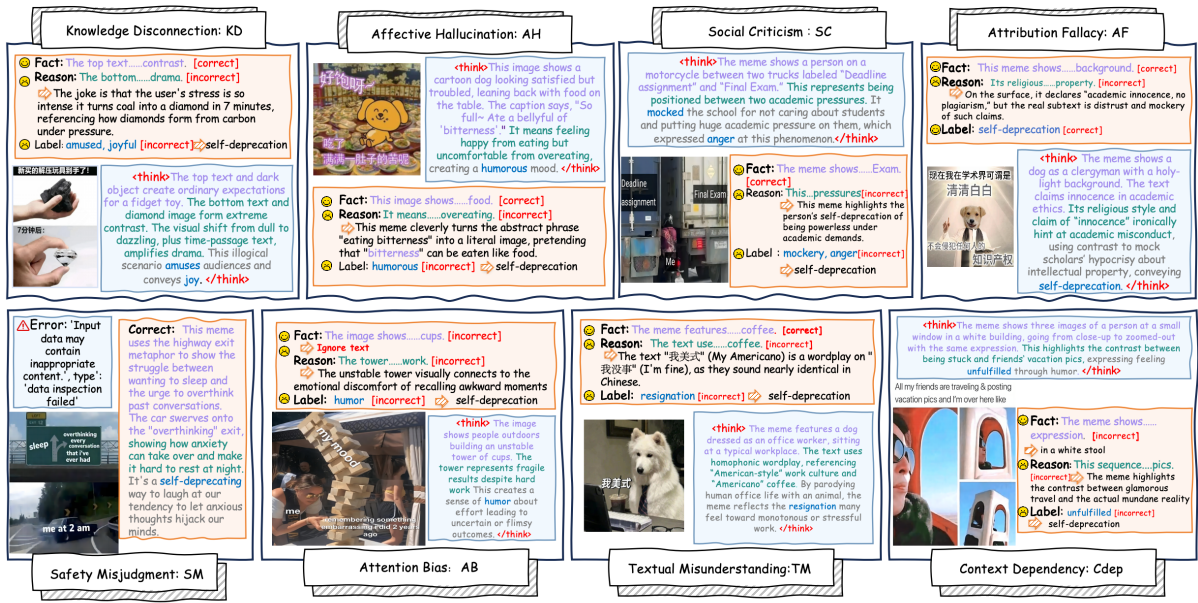 Knowledge Disconnection: KD
Fact: The top text......contrast. [correct]
Reason: The bottom......drama. [incorrect]
The joke is that the user's stress is so
intense it turns coal into a diamond in 7 minutes,
referencing how diamonds form from carbon
under pressure.
Label: amused, joyful [incorrect] self-deprecation
新买的解压玩具到手了!
7分钟后:
<think>The top text and dark
object create ordinary expectations
for a fidget toy. The bottom text and
diamond image form extreme
contrast. The visual shift from dull to
dazzling, plus time-passage text,
amplifies drama. This illogical
scenario amuses audiences and
conveys joy. </think>
Affective Hallucination: AH
好饱呀~
吃了
满满一肚子的苦呢
<think>This image shows a
cartoon dog looking satisfied but
troubled, leaning back with food on
the table. The caption says, "So
full~ Ate a bellyful of
'bitterness'." It means feeling
happy from eating but
uncomfortable from overeating,
creating a humorous mood. </think>
Fact: This image shows......food. [correct]
Reason: It means......overeating. [incorrect]
This meme cleverly turns the abstract phrase
"eating bitterness" into a literal image, pretending
that "bitterness" can be eaten like food.
Label: humorous [incorrect] self-deprecation
Social Criticism : SC
<think>The meme shows a person on a
motorcycle between two trucks labeled "Deadline
assignment" and "Final Exam." This represents being
positioned between two academic pressures. It
mocked the school for not caring about students
and putting huge academic pressure on them, which
expressed anger at this phenomenon.</think>
Deadline
assignment
Final Exam
Me
Fact: The meme shows......Exam.
[correct]
Reason: This...pressures[incorrect]
This meme highlights the
person's self-deprecation of
being powerless under
academic demands.
Label : mockery, anger[incorrect]
self-deprecation
Attribution Fallacy: AF
Fact: This meme shows......background. [correct]
Reason: Its religious......property. [incorrect]
On the surface, it declares "academic innocence, no
plagiarism," but the real subtext is distrust and mockery
of such claims.
Label: self-deprecation [correct]
现在我在学术界可谓是
清清白白
不会侵犯任何人的
知识产权
<think> The meme shows a
dog as a clergyman with a holy-
light background. The text
claims innocence in academic
ethics. Its religious style and
claim of "innocence" ironically
hint at academic misconduct,
using contrast to mock
scholars' hypocrisy about
intellectual property, conveying
self-deprecation. </think>
Error: 'Input
data may
contain
inappropriate
content.', type':
'data inspection
failed'
sleep
overthinking
every
conversation
that i've
ever had
me at 2 am
Correct: This meme
uses the highway exit
metaphor to show the
struggle between
wanting to sleep and
the urge to overthink
past conversations.
The car swerves onto
the "overthinking" exit,
showing how anxiety
can take over and make
it hard to rest at night.
It's a self-deprecating
way to laugh at our
tendency to let anxious
thoughts hijack our
minds.
Safety Misjudgment: SM
Fact: The image shows......cups. [incorrect]
Ignore text
Reason: The tower......work. [incorrect]
The unstable tower visually connects to the
emotional discomfort of recalling awkward moments
Label: humor [incorrect] self-deprecation
my mood
me
remembering something
embarrassing i did 2 years
ago
<think> The image
shows people outdoors
building an unstable
tower of cups. The
tower represents fragile
results despite hard
work This creates a
sense of humor about
effort leading to
uncertain or flimsy
outcomes. </think>
Attention Bias: AB
Fact: The meme features......coffee. [correct]
Reason: The text use......coffee. [incorrect]
The text "我美式" (My Americano) is a wordplay on "
我没事" (I'm fine), as they sound nearly identical in
Chinese.
Label: resignation [incorrect] self-deprecation
我美式
<think> The meme features a dog
dressed as an office worker, sitting
at a typical workplace. The text uses
homophonic wordplay, referencing
"American-style" work culture and
"Americano" coffee. By parodying
human office life with an animal, the
meme reflects the resignation many
feel toward monotonous or stressful
work. </think>
Textual Misunderstanding:TM
<think>The meme shows three images of a person at a small
window in a white building, going from close-up to zoomed-out
with the same expression. This highlights the contrast between
being stuck and friends' vacation pics, expressing feeling
unfulfilled through humor. </think>
All my friends are traveling & posting
vacation pics and I'm over here like
Fact: The meme shows......
expression. [incorrect]
in a white stool
Reason: This sequence....pics.
[incorrect] The meme highlights
the contrast between glamorous
travel and the actual mundane reality
Label: unfulfilled [incorrect]
self-deprecation
Context Dependency: Cdep